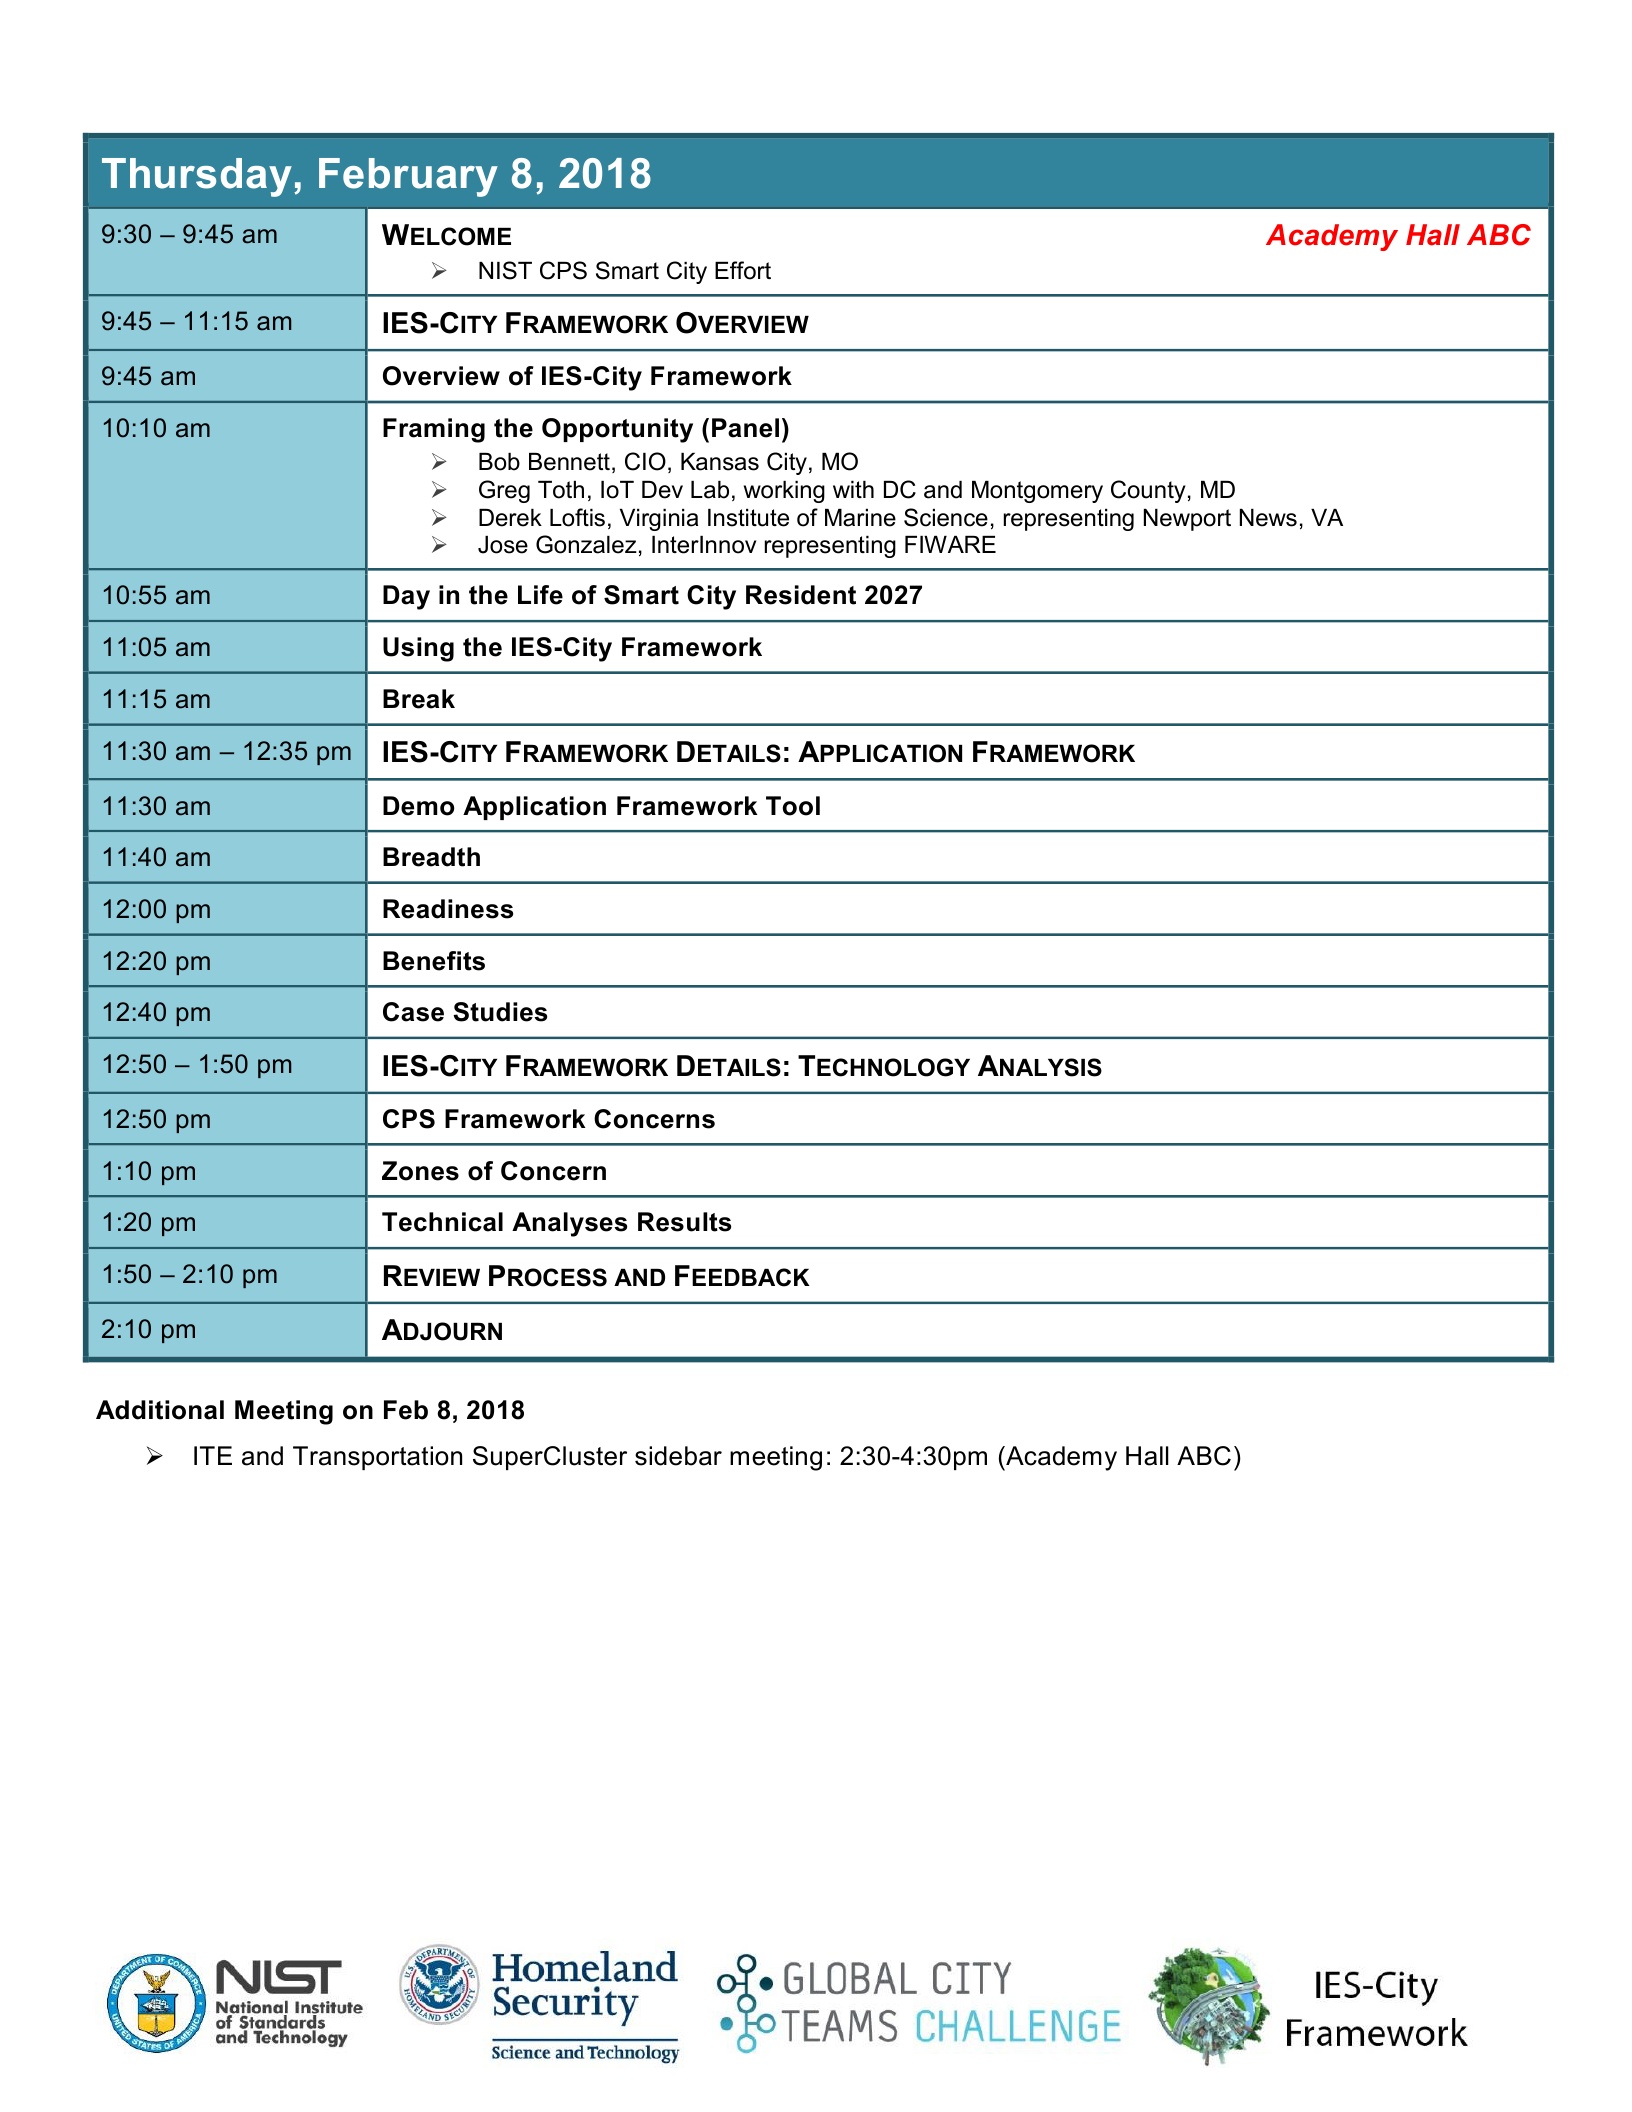 Thursday, February 8, 2018
9:30 – 9:45 am
WELCOME
Academy Hall ABC
➢ NIST CPS Smart City Effort
9:45 – 11:15 am
IES-CITY FRAMEWORK OVERVIEW
9:45 am
Overview of IES-City Framework
10:10 am
Framing the Opportunity (Panel)
➢ Bob Bennett, CIO, Kansas City, MO
➢ Greg Toth, IoT Dev Lab, working with DC and Montgomery County, MD
➢ Derek Loftis, Virginia Institute of Marine Science, representing Newport News, VA
➢ Jose Gonzalez, InterInnov representing FIWARE
10:55 am
Day in the Life of Smart City Resident 2027
11:05 am
Using the IES-City Framework
11:15 am
Break
11:30 am – 12:35 pm
IES-CITY FRAMEWORK DETAILS: APPLICATION FRAMEWORK
11:30 am
Demo Application Framework Tool
11:40 am
Breadth
12:00 pm
Readiness
12:20 pm
Benefits
12:40 pm
Case Studies
12:50 – 1:50 pm
IES-CITY FRAMEWORK DETAILS: TECHNOLOGY ANALYSIS
12:50 pm
CPS Framework Concerns
1:10 pm
Zones of Concern
1:20 pm
Technical Analyses Results
1:50 – 2:10 pm
REVIEW PROCESS AND FEEDBACK
2:10 pm
ADJOURN
Additional Meeting on Feb 8, 2018
➢ ITE and Transportation SuperCluster sidebar meeting: 2:30-4:30pm (Academy Hall ABC)
DEPARTMENT OF COMMERCE
UNITED STATES OF AMERICA
NIST
National Institute
of Standards
and Technology
U.S. DEPARTMENT OF
HOMELAND SECURITY
Homeland
Security
Science and Technology
GLOBAL CITY
TEAMS CHALLENGE
IES-City
Framework